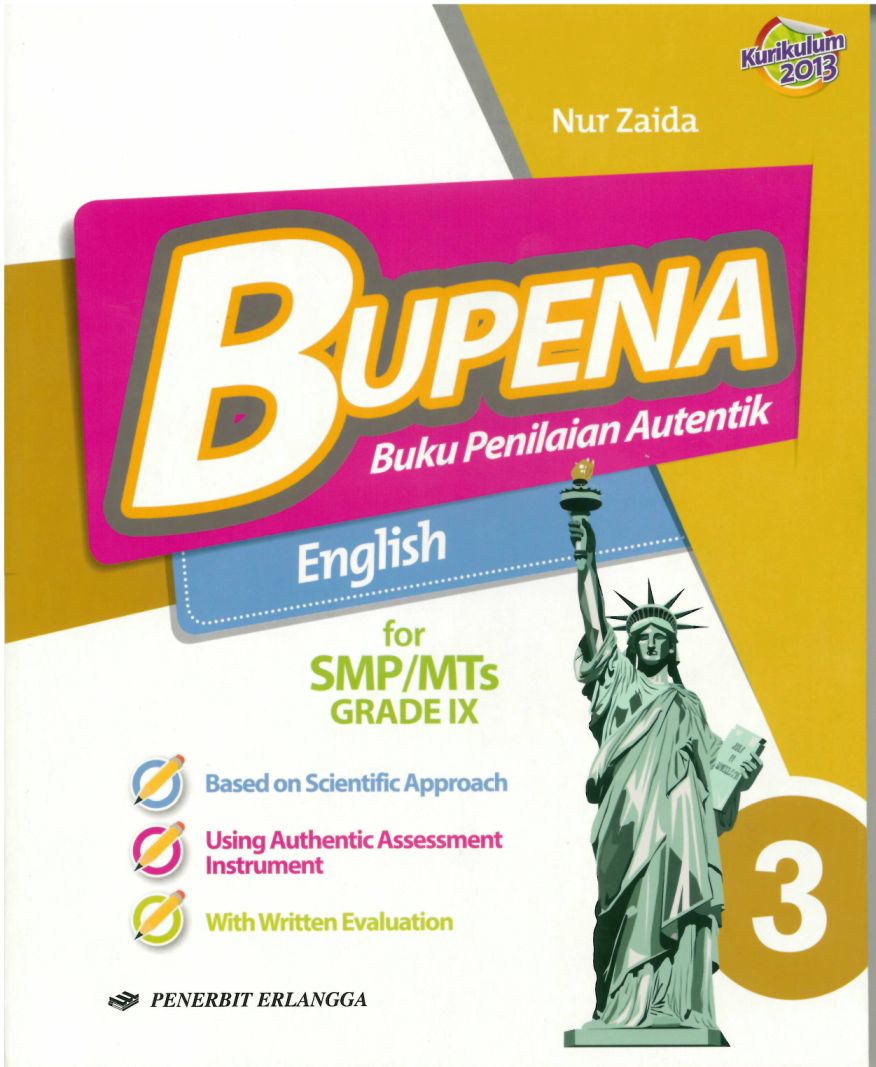 Kurikulum
2013
Nur Zaida
BUPENA
Buku Penilaian Autentik
English
for
SMP/MTs
GRADE IX
Based on Scientific Approach
Using Authentic Assessment
Instrument
With Written Evaluation
3
PENERBIT ERLANGGA